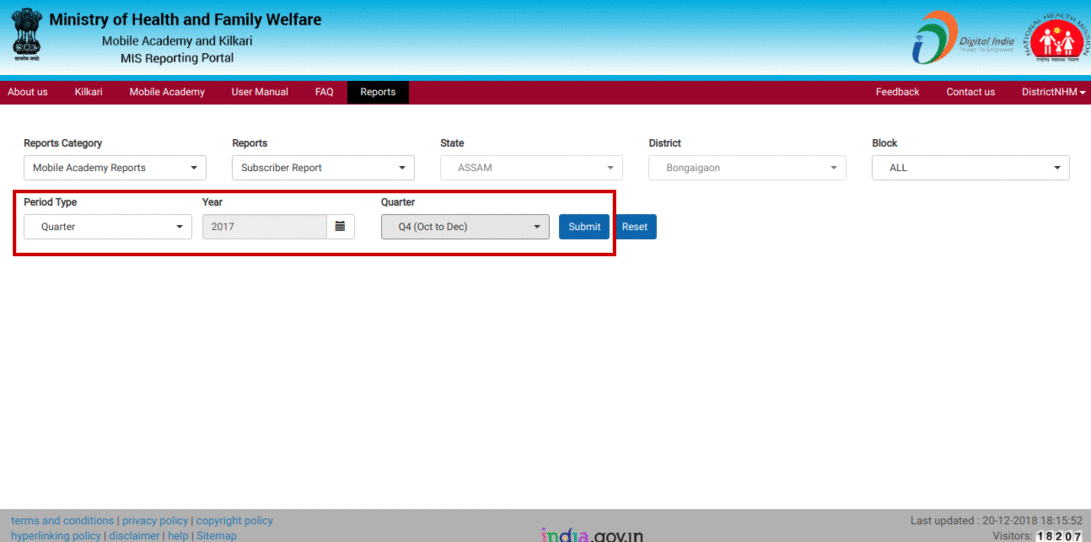 Ministry of Health and Family Welfare
Mobile Academy and Kilkari
MIS Reporting Portal
सत्यमेव जयते
Digital India
Power To Empower
NATIONAL HEALTH MISSION
राष्ट्रीय स्वास्थ्य मिशन
About us Kilkari Mobile Academy User Manual FAQ Reports Feedback Contact us DistrictNHM
Reports Category Reports State District Block
Mobile Academy Reports Subscriber Report ASSAM Bongaigaon ALL
Period Type Year Quarter
Quarter 2017 Q4 (Oct to Dec) Submit Reset
terms and conditions | privacy policy | copyright policy
hyperlinking policy | disclaimer | help | Sitemap
india.gov.in
Last updated : 20-12-2018 18:15:52
Visitors: 18207